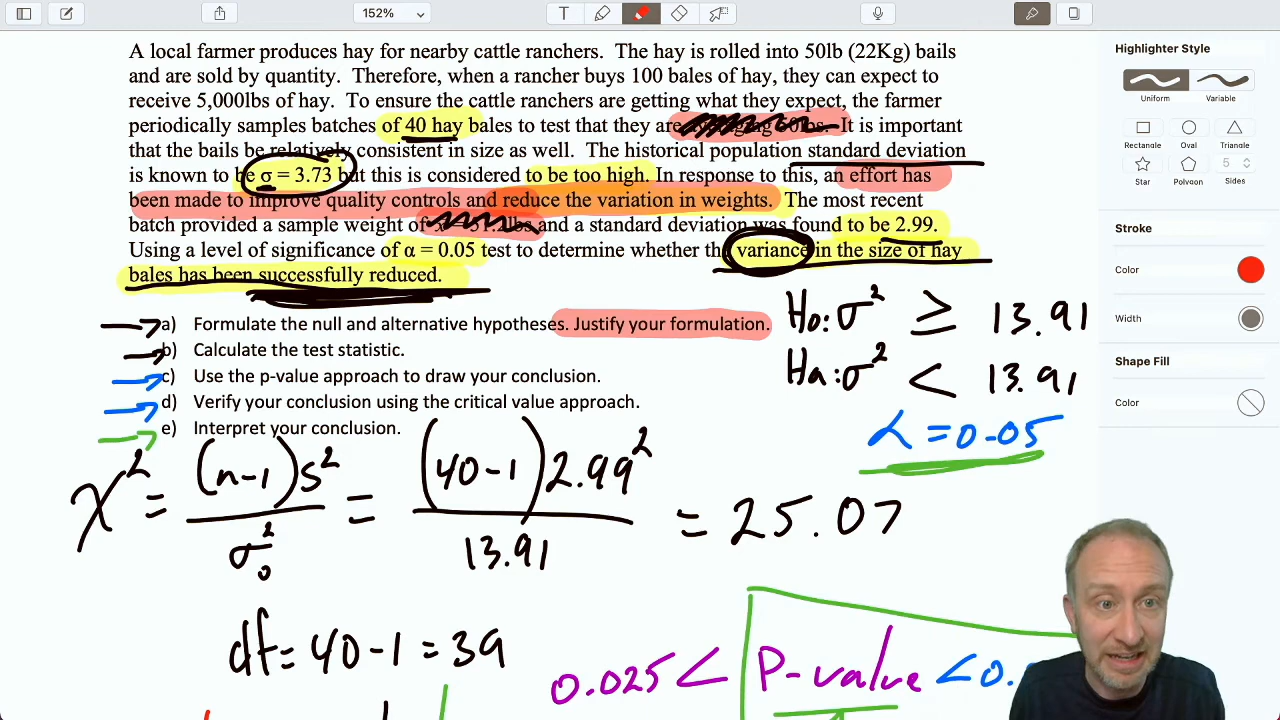 152%
T
A local farmer produces hay for nearby cattle ranchers. The hay is rolled into 50lb (22Kg) bails
and are sold by quantity. Therefore, when a rancher buys 100 bales of hay, they can expect to
receive 5,000lbs of hay. To ensure the cattle ranchers are getting what they expect, the farmer
periodically samples batches of 40 hay bales to test that they are It is important
that the bails be relatively consistent in size as well. The historical population standard deviation
is known to be σ = 3.73 but this is considered to be too high. In response to this, an effort has
been made to improve quality controls and reduce the variation in weights. The most recent
batch provided a sample weight of and a standard deviation was found to be 2.99.
Using a level of significance of α = 0.05 test to determine whether the variance in the size of hay
bales has been successfully reduced.
a) Formulate the null and alternative hypotheses. Justify your formulation.
b) Calculate the test statistic.
c) Use the p-value approach to draw your conclusion.
d) Verify your conclusion using the critical value approach.
e) Interpret your conclusion.
Ho: σ² ≥ 13.91
Ha: σ² < 13.91
α = 0.05
χ² = (n-1)s² / σ₀² = (40-1)2.99² / 13.91 = 25.07
df = 40-1 = 39
0.025 < P-value < 0.
Highlighter Style
Uniform Variable
Rectangle Oval Triangle
Star Polygon 5 Sides
Stroke
Color
Width
Shape Fill
Color